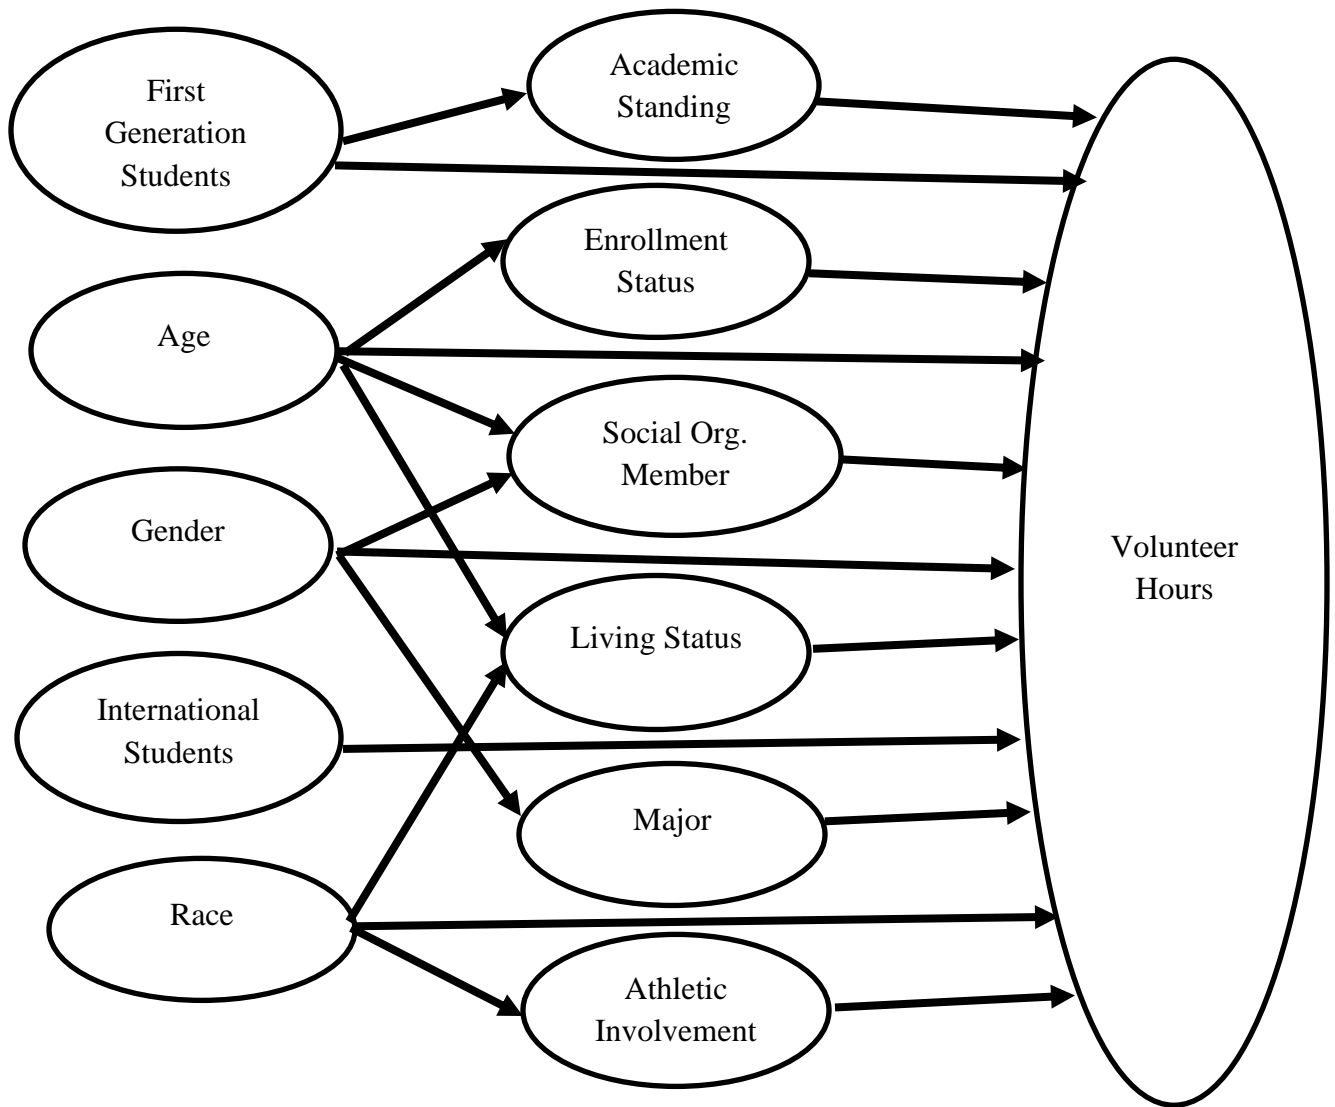 First
Generation
Students
Age
Gender
International
Students
Race
Academic
Standing
Enrollment
Status
Social Org.
Member
Living Status
Major
Athletic
Involvement
Volunteer
Hours